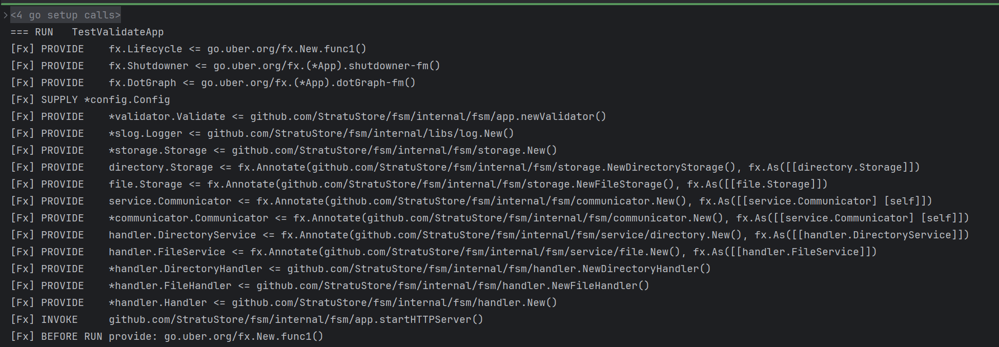 <4 go setup calls>
=== RUN   TestValidateApp
[Fx] PROVIDE    fx.Lifecycle <= go.uber.org/fx.New.func1()
[Fx] PROVIDE    fx.Shutdowner <= go.uber.org/fx.(*App).shutdowner-fm()
[Fx] PROVIDE    fx.DotGraph <= go.uber.org/fx.(*App).dotGraph-fm()
[Fx] SUPPLY *config.Config
[Fx] PROVIDE    *validator.Validate <= github.com/StratuStore/fsm/internal/fsm/app.newValidator()
[Fx] PROVIDE    *slog.Logger <= github.com/StratuStore/fsm/internal/libs/log.New()
[Fx] PROVIDE    *storage.Storage <= github.com/StratuStore/fsm/internal/fsm/storage.New()
[Fx] PROVIDE    directory.Storage <= fx.Annotate(github.com/StratuStore/fsm/internal/fsm/storage.NewDirectoryStorage(), fx.As([[directory.Storage]])
[Fx] PROVIDE    file.Storage <= fx.Annotate(github.com/StratuStore/fsm/internal/fsm/storage.NewFileStorage(), fx.As([[file.Storage]])
[Fx] PROVIDE    service.Communicator <= fx.Annotate(github.com/StratuStore/fsm/internal/fsm/communicator.New(), fx.As([[service.Communicator] [self]])
[Fx] PROVIDE    *communicator.Communicator <= fx.Annotate(github.com/StratuStore/fsm/internal/fsm/communicator.New(), fx.As([[service.Communicator] [self]])
[Fx] PROVIDE    handler.DirectoryService <= fx.Annotate(github.com/StratuStore/fsm/internal/fsm/service/directory.New(), fx.As([[handler.DirectoryService]])
[Fx] PROVIDE    handler.FileService <= fx.Annotate(github.com/StratuStore/fsm/internal/fsm/service/file.New(), fx.As([[handler.FileService]])
[Fx] PROVIDE    *handler.DirectoryHandler <= github.com/StratuStore/fsm/internal/fsm/handler.NewDirectoryHandler()
[Fx] PROVIDE    *handler.FileHandler <= github.com/StratuStore/fsm/internal/fsm/handler.NewFileHandler()
[Fx] PROVIDE    *handler.Handler <= github.com/StratuStore/fsm/internal/fsm/handler.New()
[Fx] INVOKE     github.com/StratuStore/fsm/internal/fsm/app.startHTTPServer()
[Fx] BEFORE RUN provide: go.uber.org/fx.New.func1()